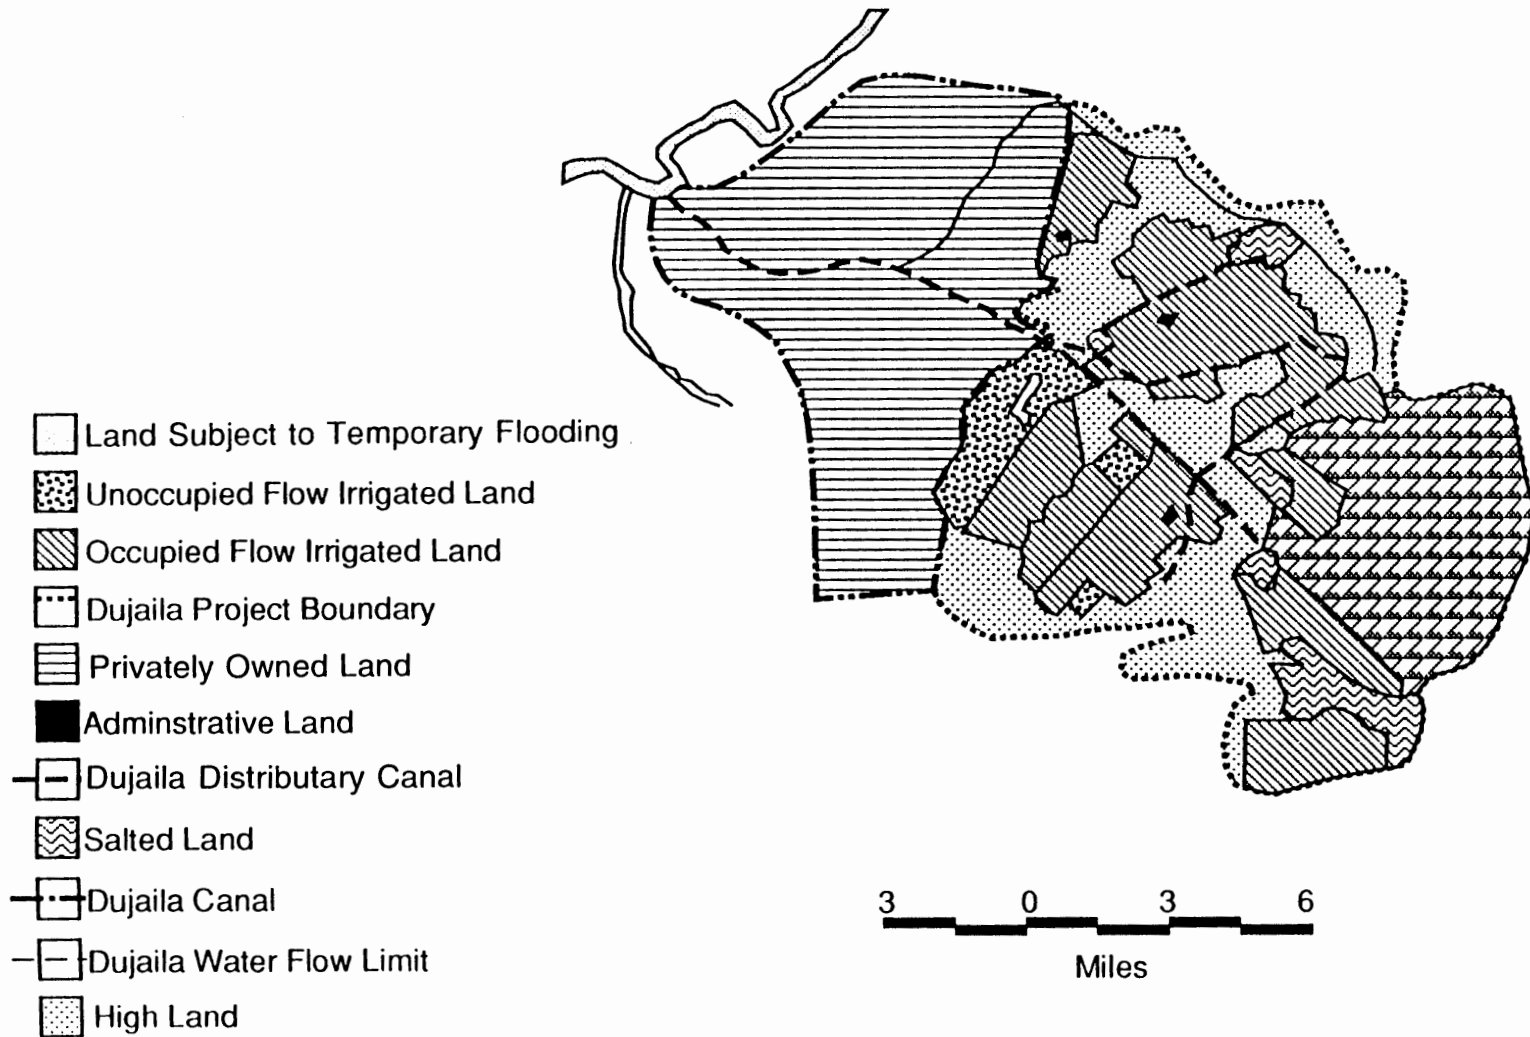 Land Subject to Temporary Flooding
Unoccupied Flow Irrigated Land
Occupied Flow Irrigated Land
Dujaila Project Boundary
Privately Owned Land
Adminstrative Land
Dujaila Distributary Canal
Salted Land
Dujaila Canal
Dujaila Water Flow Limit
High Land
3 0 3 6
Miles